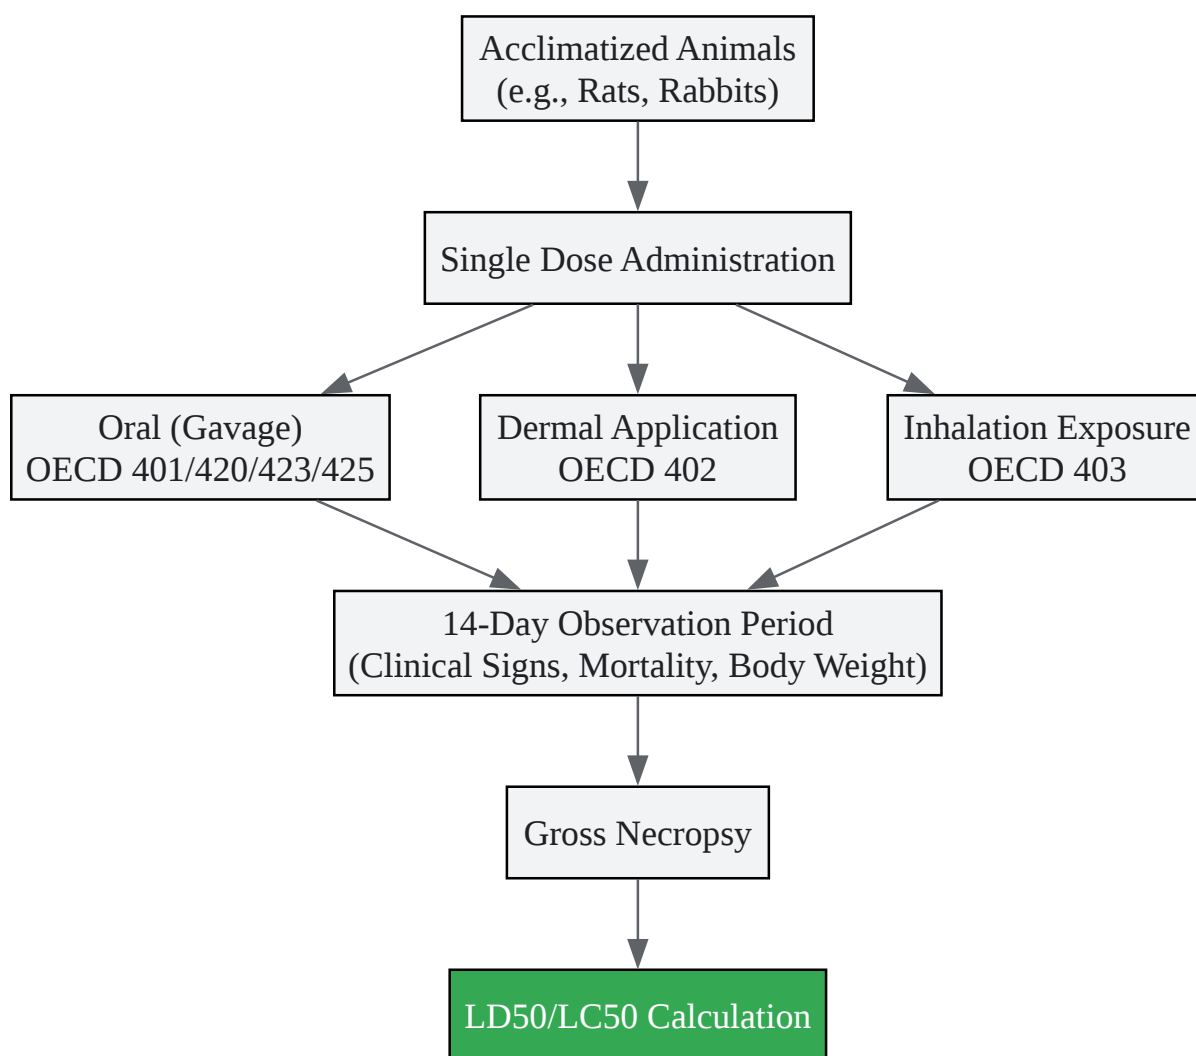 Acclimatized Animals
(e.g., Rats, Rabbits)
Single Dose Administration
Oral (Gavage)
OECD 401/420/423/425
Dermal Application
OECD 402
Inhalation Exposure
OECD 403
14-Day Observation Period
(Clinical Signs, Mortality, Body Weight)
Gross Necropsy
LD50/LC50 Calculation